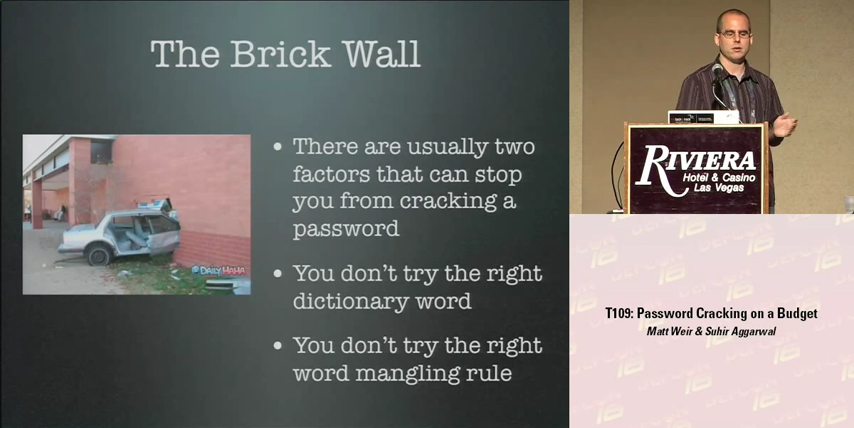 The Brick Wall
• There are usually two
factors that can stop
you from cracking a
password
• You don't try the right
dictionary word
• You don't try the right
word mangling rule
DAILY HAHA
RIVIERA
Hotel & Casino
Las Vegas
T109: Password Cracking on a Budget
Matt Weir & Suhir Aggarwal